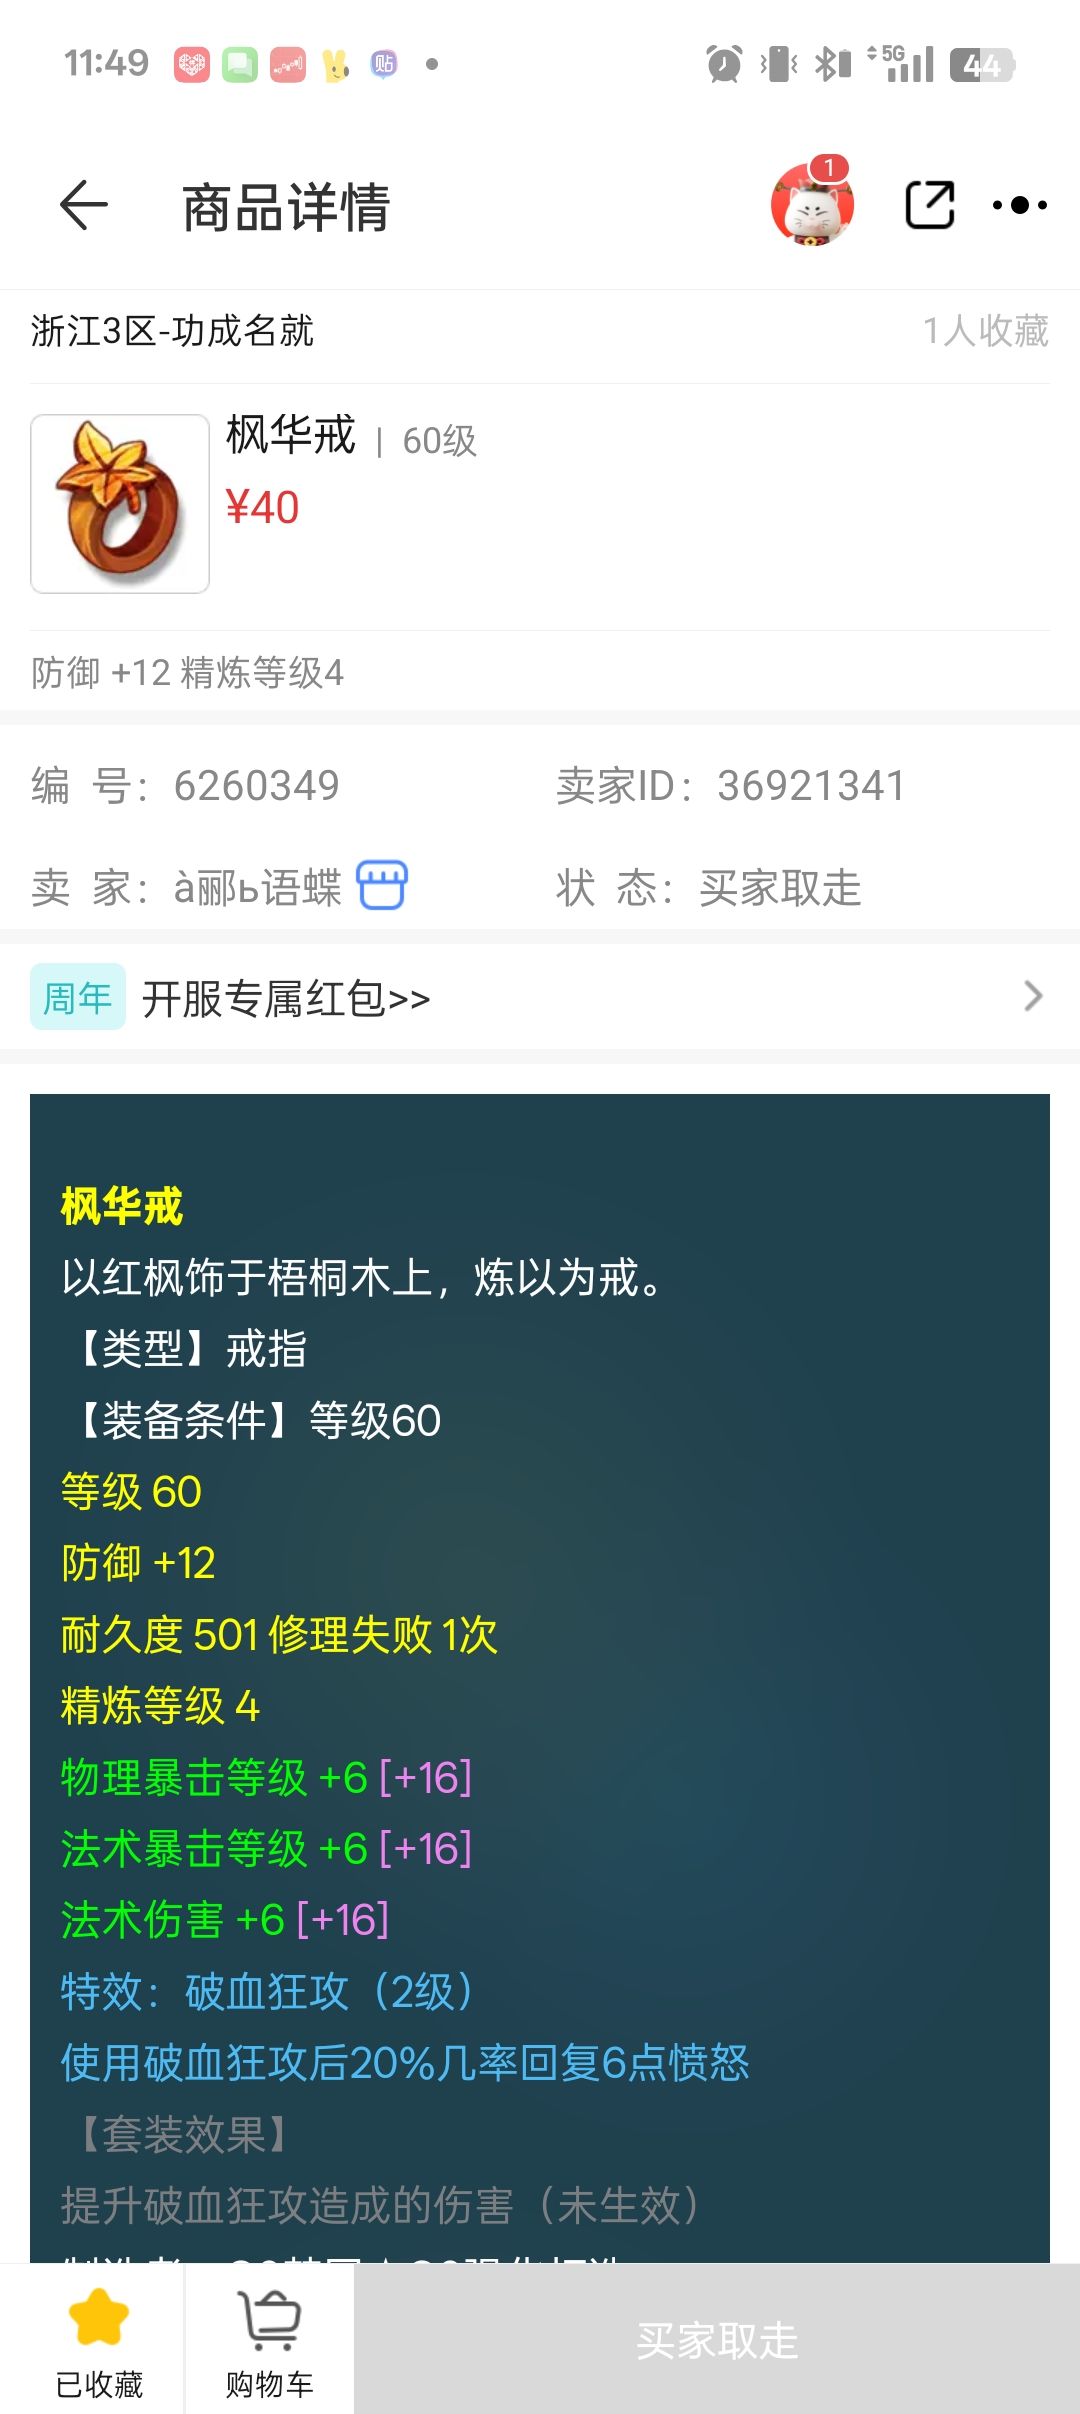 11:49
贴
5G
44
商品详情
1
浙江3区-功成名就
1人收藏
枫华戒 | 60级
¥40
防御 +12 精炼等级4
编 号：6260349
卖家ID：36921341
卖 家：à郦ь语蝶
状 态：买家取走
周年 开服专属红包>>
枫华戒
以红枫饰于梧桐木上，炼以为戒。
【类型】戒指
【装备条件】等级60
等级 60
防御 +12
耐久度 501 修理失败 1次
精炼等级 4
物理暴击等级 +6 [+16]
法术暴击等级 +6 [+16]
法术伤害 +6 [+16]
特效：破血狂攻（2级）
使用破血狂攻后20%几率回复6点愤怒
【套装效果】
提升破血狂攻造成的伤害（未生效）
已收藏
购物车
买家取走